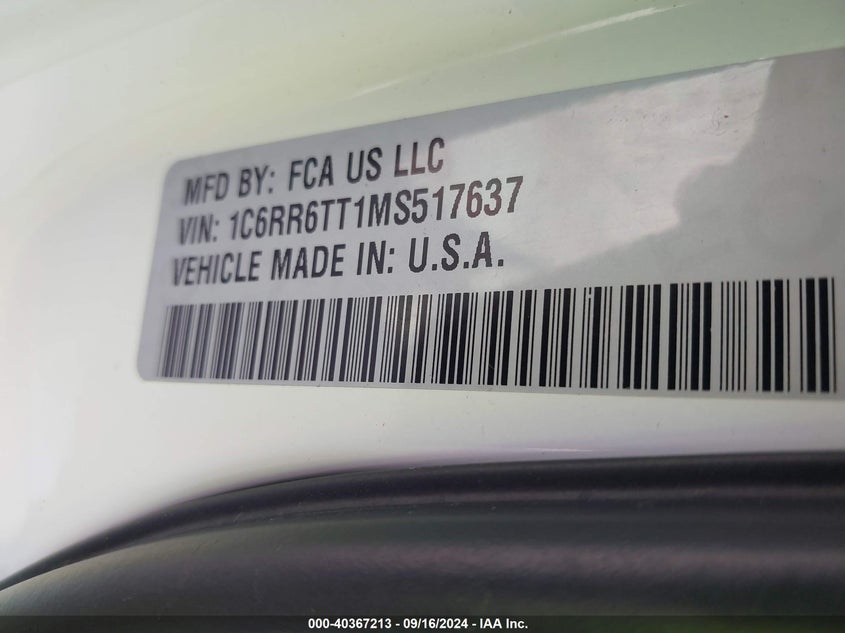 MFD BY: FCA US LLC
VIN: 1C6RR6TT1MS517637
VEHICLE MADE IN: U.S.A.
000-40367213 - 09/16/2024 - IAA Inc.